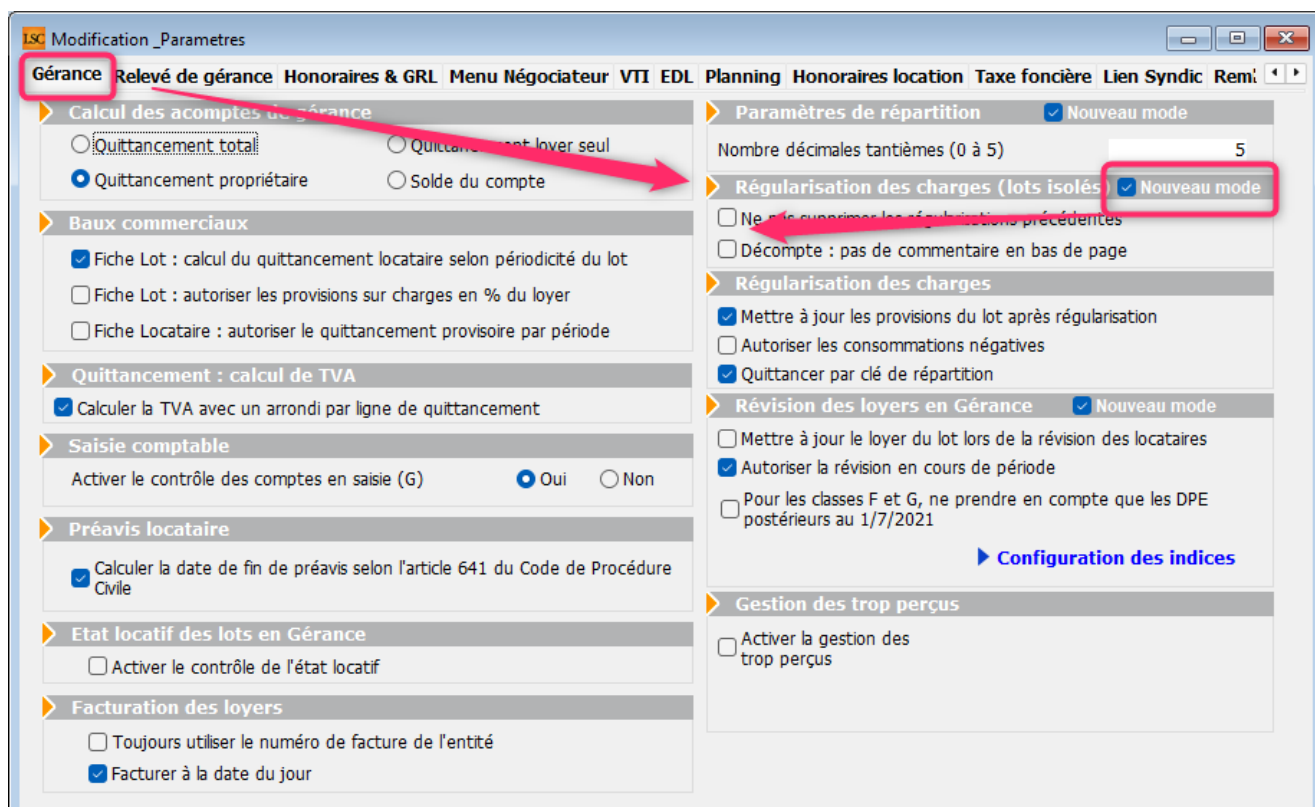 LSC Modification _Parametres
Gérance Relevé de gérance Honoraires & GRL Menu Négociateur VTI EDL Planning Honoraires location Taxe foncière Lien Syndic
Calcul des acomptes de gérance
Quittancement total
Quittancement loyer seul
Quittancement propriétaire
Solde du compte
Baux commerciaux
Fiche Lot : calcul du quittancement locataire selon périodicité du lot
Fiche Lot : autoriser les provisions sur charges en % du loyer
Fiche Locataire : autoriser le quittancement provisoire par période
Quittancement : calcul de TVA
Calculer la TVA avec un arrondi par ligne de quittancement
Saisie comptable
Activer le contrôle des comptes en saisie (G)
Oui
Non
Préavis locataire
Calculer la date de fin de préavis selon l'article 641 du Code de Procédure
Civile
Etat locatif des lots en Gérance
Activer le contrôle de l'état locatif
Facturation des loyers
Toujours utiliser le numéro de facture de l'entité
Facturer à la date du jour
Paramètres de répartition
Nouveau mode
Nombre décimales tantièmes (0 à 5)
5
Régularisation des charges (lots isolés)
Nouveau mode
Ne pas supprimer les régularisations précédentes
Décompte : pas de commentaire en bas de page
Régularisation des charges
Mettre à jour les provisions du lot après régularisation
Autoriser les consommations négatives
Quittancer par clé de répartition
Révision des loyers en Gérance
Nouveau mode
Mettre à jour le loyer du lot lors de la révision des locataires
Autoriser la révision en cours de période
Pour les classes F et G, ne prendre en compte que les DPE
postérieurs au 1/7/2021
Configuration des indices
Gestion des trop perçus
Activer la gestion des
trop perçus